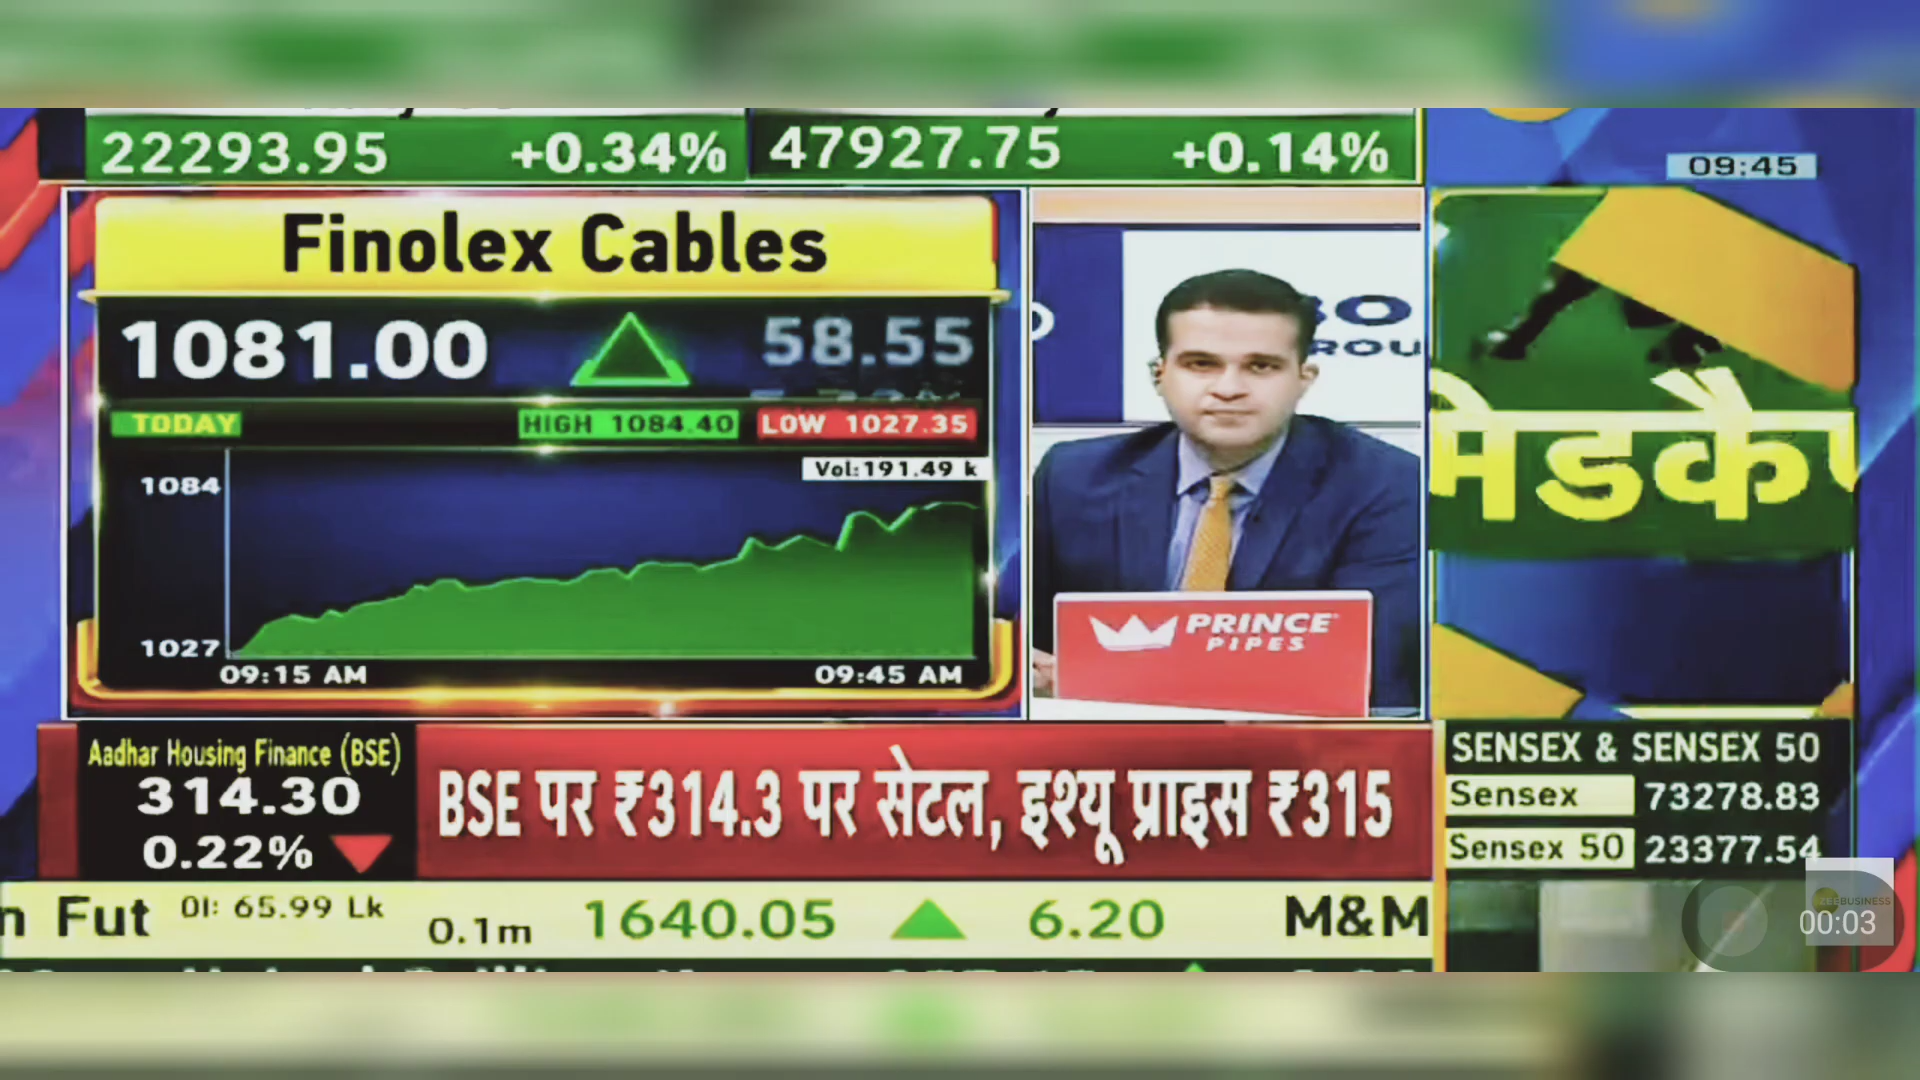 22293.95 +0.34% 47927.75 +0.14%
09:45
Finolex Cables
1081.00 58.55
TODAY HIGH 1084.40 LOW 1027.35
Vol:191.49 k
1084
1027
09:15 AM 09:45 AM
PRINCE
PIPES
Aadhar Housing Finance (BSE)
314.30
0.22%
BSE पर ₹314.3 पर सेटल, इश्यू प्राइस ₹315
SENSEX & SENSEX 50
Sensex 73278.83
Sensex 50 23377.54
Fut OI: 65.99 Lk 0.1m 1640.05 6.20 M&M
ZEEBUSINESS
00:03